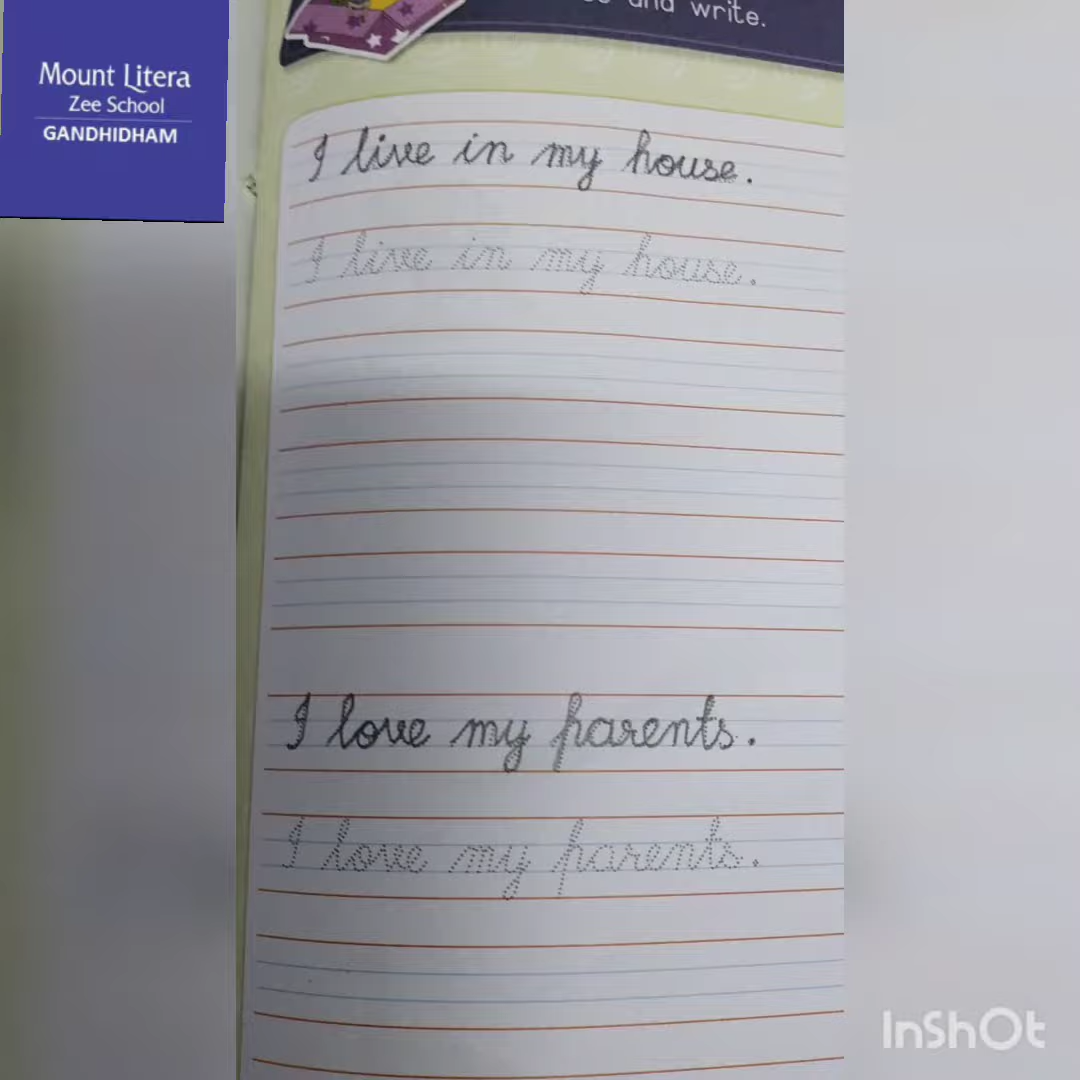 Mount Litera
Zee School
GANDHIDHAM
and write.
I live in my house.
I live in my house.
I love my parents.
I love my parents.
InShOt